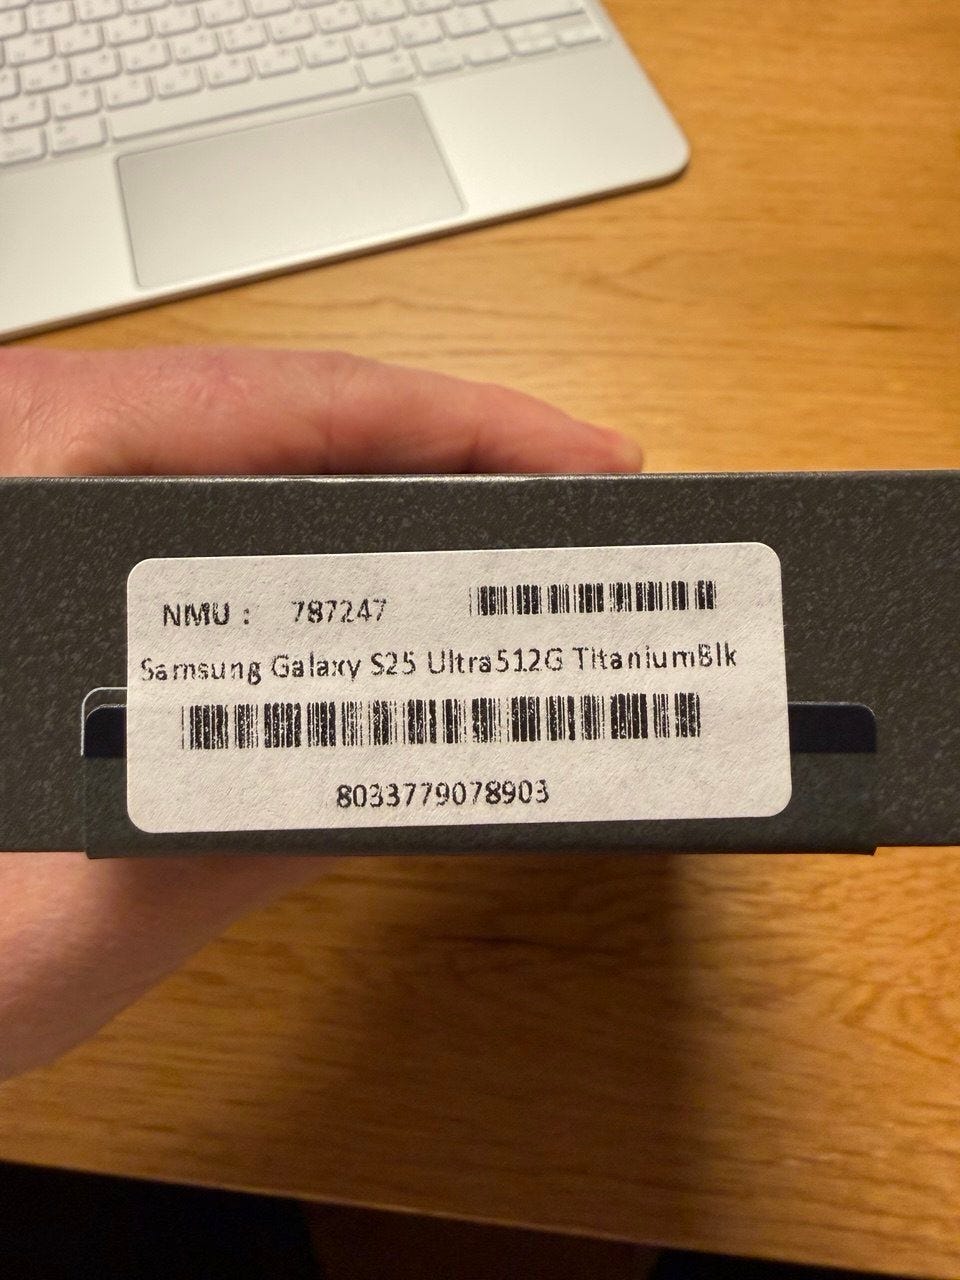 NMU : 787247
Samsung Galaxy S25 Ultra512G TitaniumBlk
8033779078903